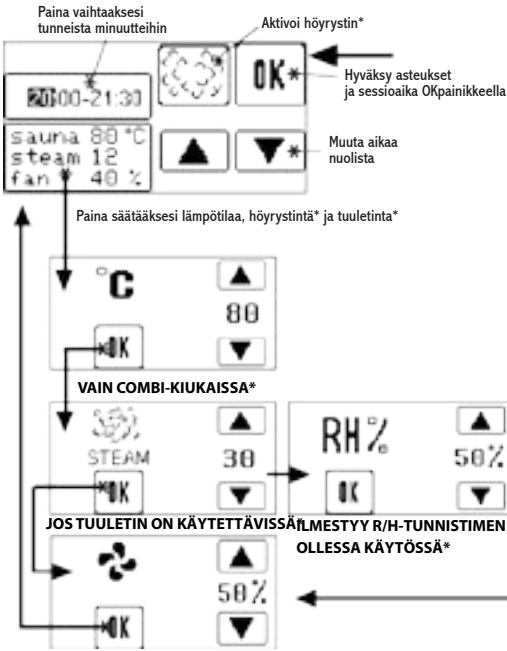 Paina vaihtaaksesi
tunneista minuutteihin
Aktivoi höyrystin*
OK*
Hyväksy asteukset
ja sessioaika OKpainikkeella
20:00-21:30
sauna 80 °C
steam 12
fan * 40 %
Muuta aikaa
nuolista
Paina säätääksesi lämpötilaa, höyrystintä* ja tuuletinta*
°C
80
OK
VAIN COMBI-KIUKAISSA*
STEAM
30
OK
RH%
50%
OK
JOS TUULETIN ON KÄYTETTÄVISSÄ*
ILMESTYY R/H-TUNNISTIMEN
OLLESSA KÄYTÖSSÄ*
50%
OK